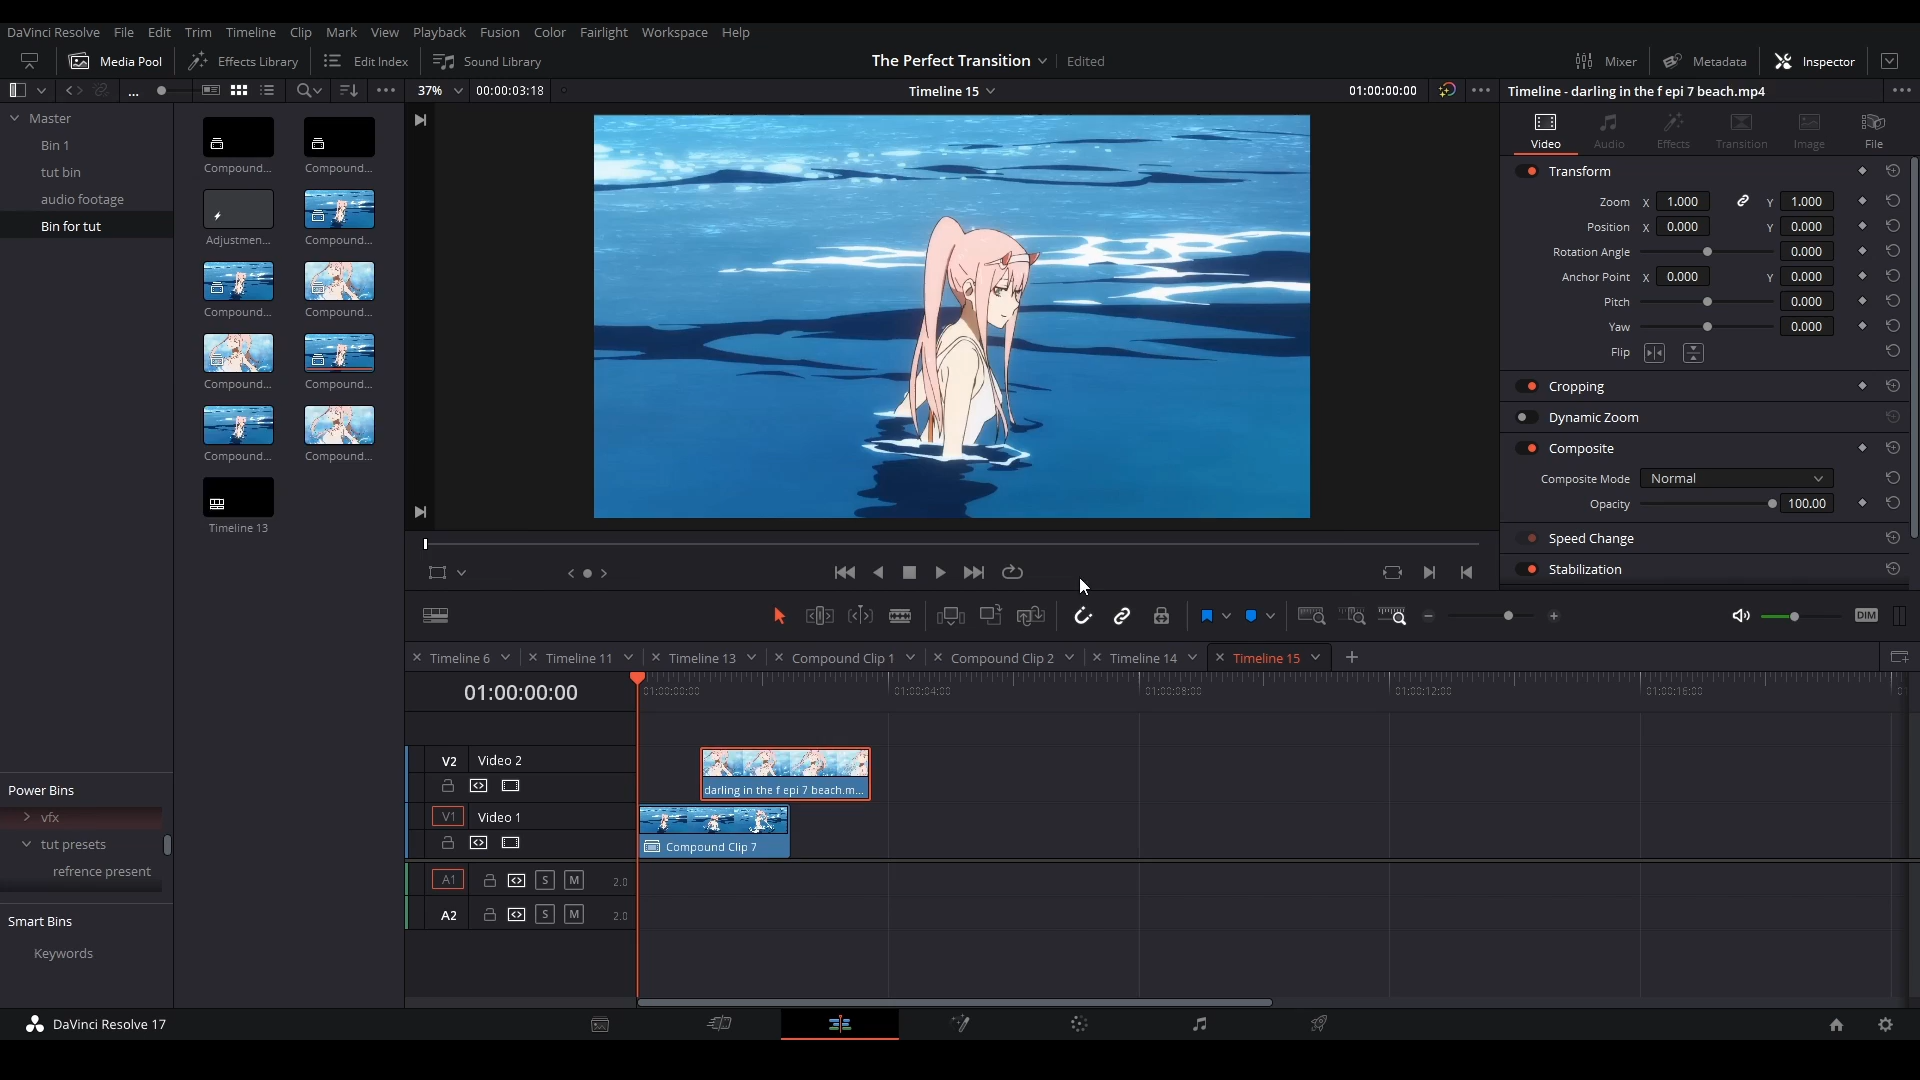 DaVinci Resolve File Edit Trim Timeline Clip Mark View Playback Fusion Color Fairlight Workspace Help
Media Pool Effects Library Edit Index Sound Library The Perfect Transition Edited Mixer Metadata Inspector
... 37% 00:00:03:18 Timeline 15 01:00:00:00 Timeline - darling in the f epi 7 beach.mp4
Master
Bin 1
tut bin
audio footage
Bin for tut
Compound... Compound...
Adjustmen... Compound...
Compound... Compound...
Compound... Compound...
Compound... Compound...
Timeline 13
Video Audio Effects Transition Image File
Transform
Zoom X 1.000 Y 1.000
Position X 0.000 Y 0.000
Rotation Angle 0.000
Anchor Point X 0.000 Y 0.000
Pitch 0.000
Yaw 0.000
Flip
Cropping
Dynamic Zoom
Composite
Composite Mode Normal
Opacity 100.00
Speed Change
Stabilization
DIM
Timeline 6 Timeline 11 Timeline 13 Compound Clip 1 Compound Clip 2 Timeline 14 Timeline 15
01:00:00:00 01:00:00:00 01:00:04:00 01:00:08:00 01:00:12:00 01:00:16:00
V2 Video 2
darling in the f epi 7 beach.m...
V1 Video 1
Compound Clip 7
A1 S M 2.0
A2 S M 2.0
Power Bins
vfx
tut presets
refrence present
Smart Bins
Keywords
DaVinci Resolve 17